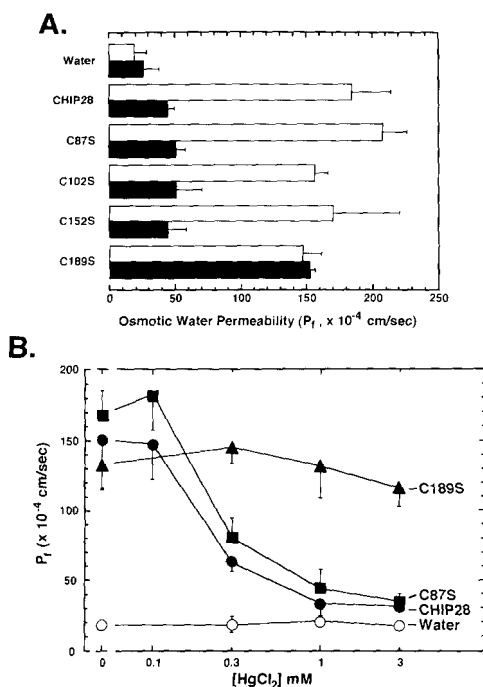 A.
Water
CHIP28
C87S
C102S
C152S
C189S
0 50 100 150 200 250
Osmotic Water Permeability (Pf , x 10⁻⁴ cm/sec)
B.
200
150
100
50
0
Pf (x 10⁻⁴ cm/sec)
C189S
C87S
CHIP28
Water
0 0.1 0.3 1 3
[HgCl₂] mM